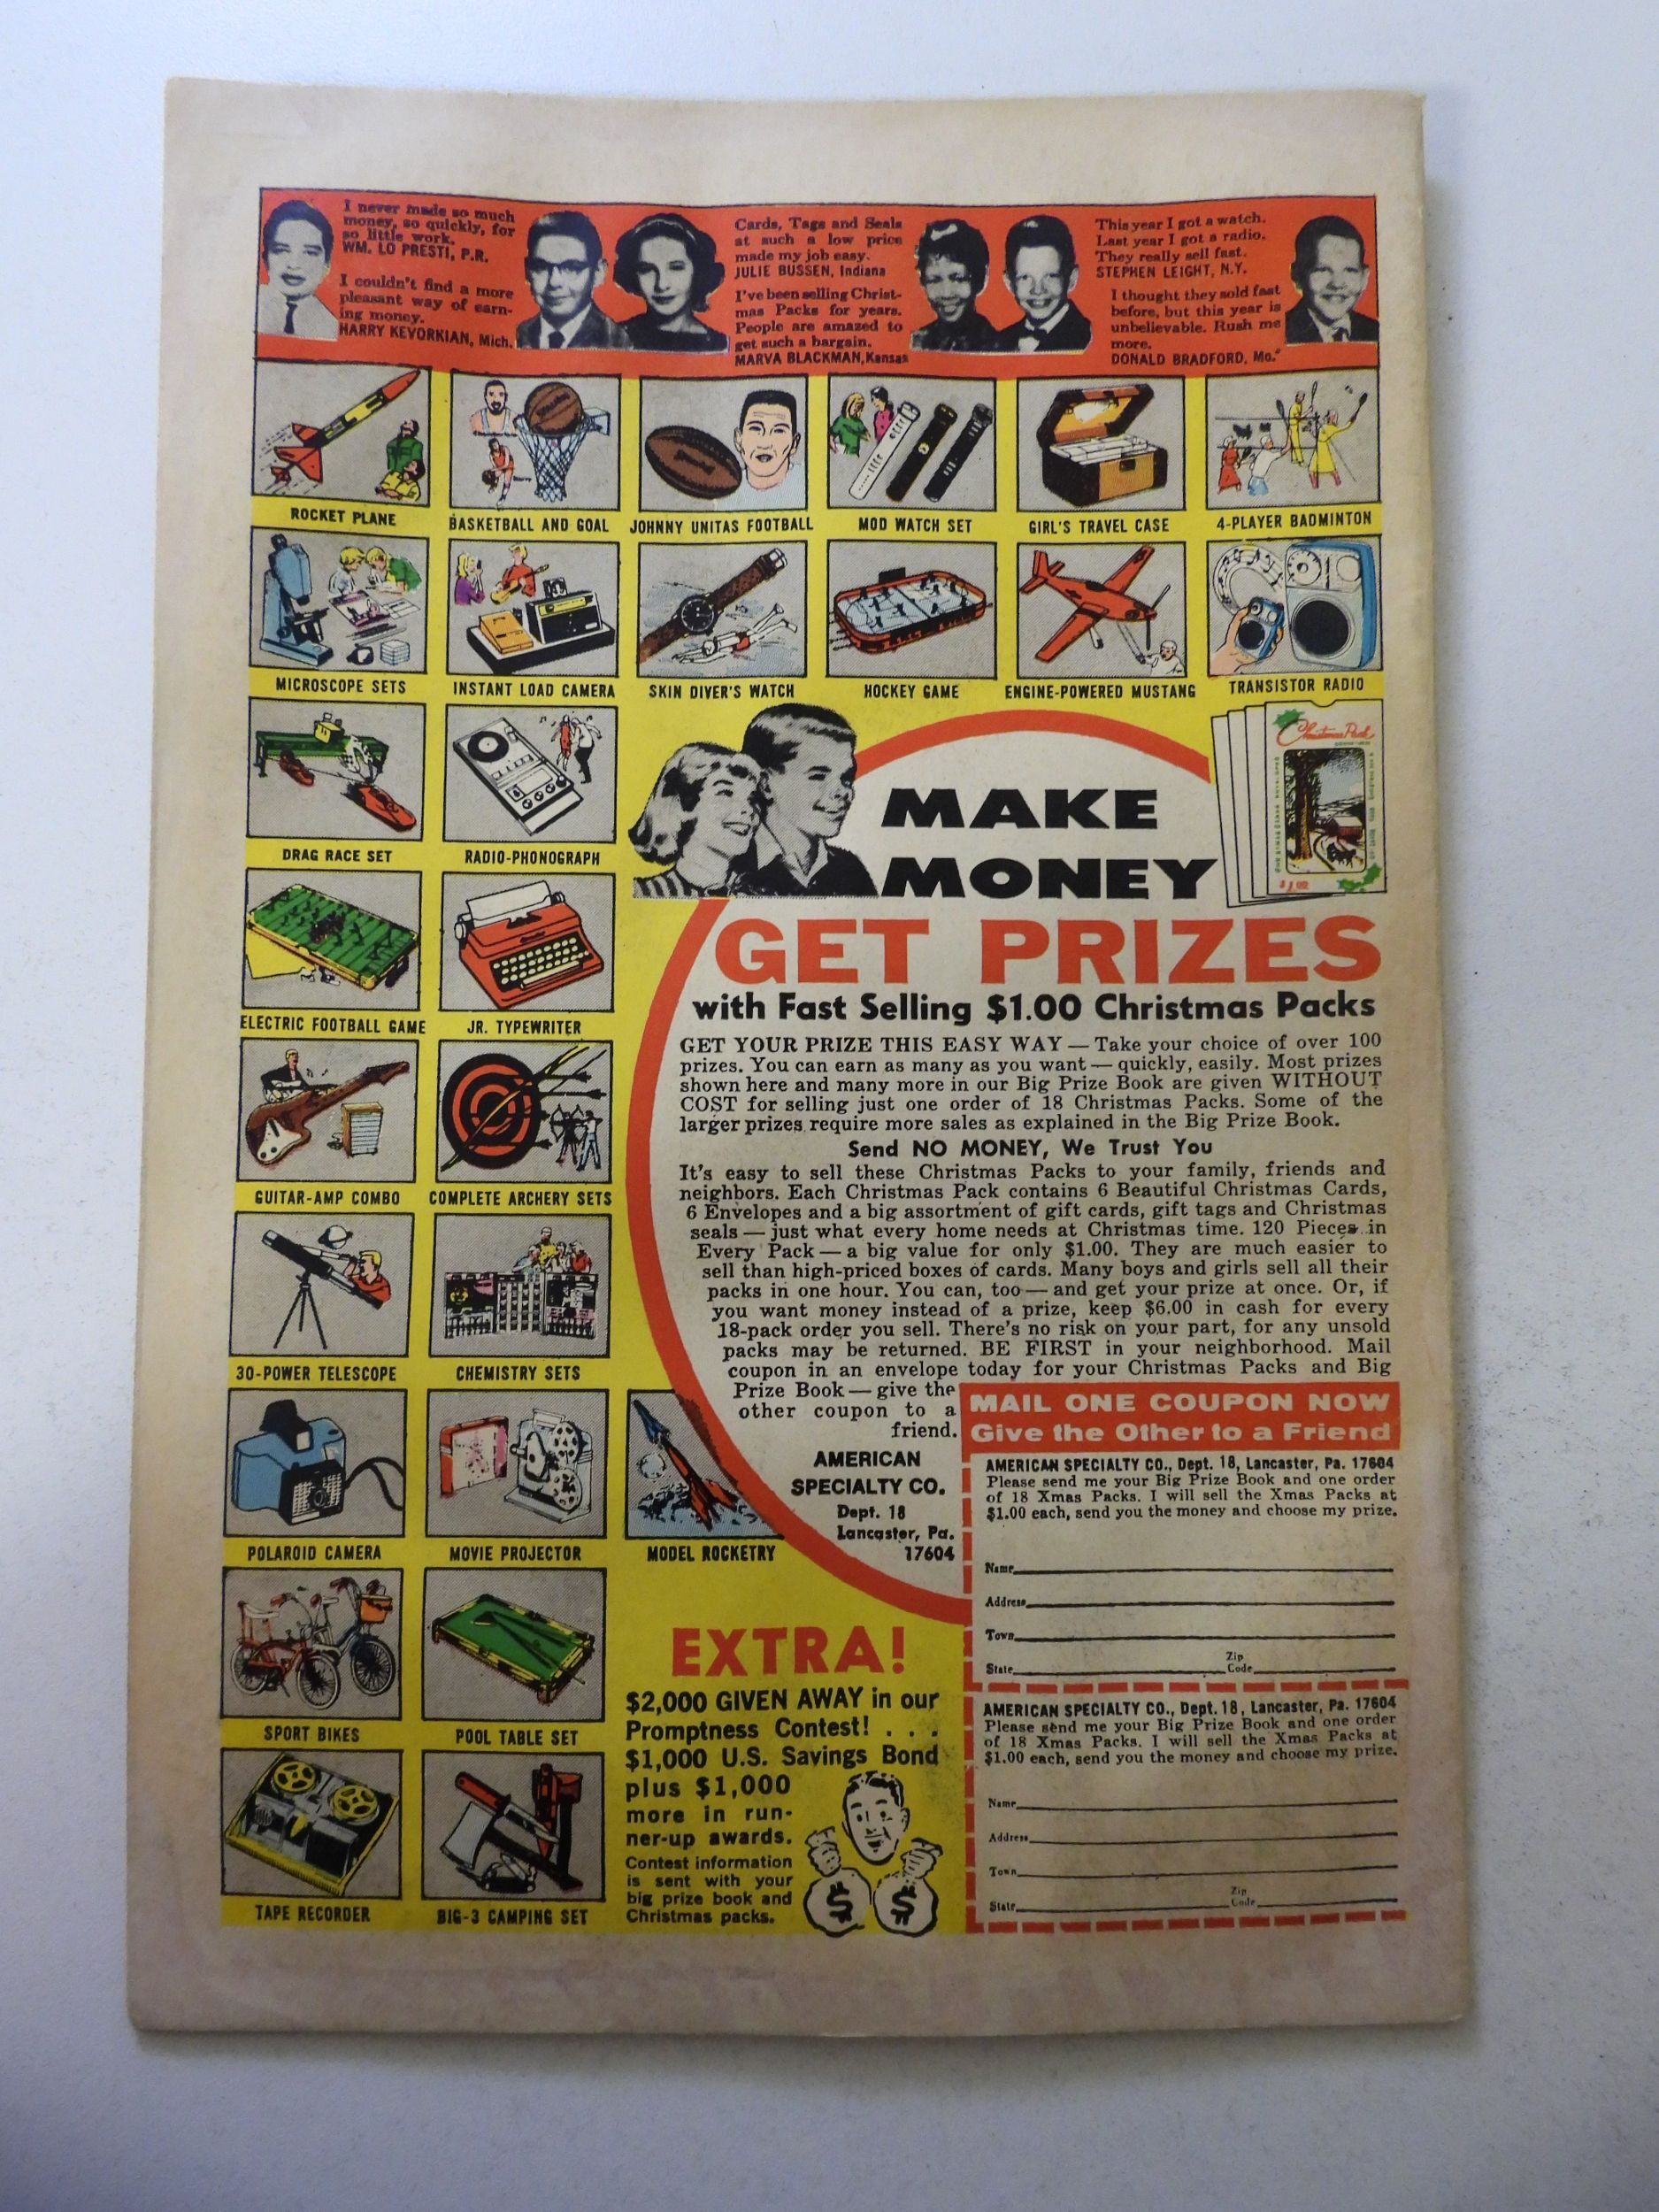 I never made so much
money, so quickly, for
so little work.
WM. LO PRESTI, P.R.
I couldn't find a more
pleasant way of earn-
ing money.
HARRY KEVORKIAN, Mich.
Cards, Tags and Seals
at such a low price
made my job easy.
JULIE BUSSEN, Indiana
I've been selling Christ-
mas Packs for years.
People are amazed to
get such a bargain.
MARVA BLACKMAN, Kansas
This year I got a watch.
Last year I got a radio.
They really sell fast.
STEPHEN LEIGHT, N.Y.
I thought they sold fast
before, but this year is
unbelievable. Rush me
more.
DONALD BRADFORD, Mo.
ROCKET PLANE
BASKETBALL AND GOAL
JOHNNY UNITAS FOOTBALL
MOD WATCH SET
GIRL'S TRAVEL CASE
4-PLAYER BADMINTON
MICROSCOPE SETS
INSTANT LOAD CAMERA
SKIN DIVER'S WATCH
HOCKEY GAME
ENGINE-POWERED MUSTANG
TRANSISTOR RADIO
DRAG RACE SET
RADIO-PHONOGRAPH
ELECTRIC FOOTBALL GAME
JR. TYPEWRITER
GUITAR-AMP COMBO
COMPLETE ARCHERY SETS
30-POWER TELESCOPE
CHEMISTRY SETS
POLAROID CAMERA
MOVIE PROJECTOR
MODEL ROCKETRY
SPORT BIKES
POOL TABLE SET
TAPE RECORDER
BIG-3 CAMPING SET
Christmas Pack
$1.00
MAKE
MONEY
GET PRIZES
with Fast Selling $1.00 Christmas Packs
GET YOUR PRIZE THIS EASY WAY — Take your choice of over 100
prizes. You can earn as many as you want — quickly, easily. Most prizes
shown here and many more in our Big Prize Book are given WITHOUT
COST for selling just one order of 18 Christmas Packs. Some of the
larger prizes require more sales as explained in the Big Prize Book.
Send NO MONEY, We Trust You
It's easy to sell these Christmas Packs to your family, friends and
neighbors. Each Christmas Pack contains 6 Beautiful Christmas Cards,
6 Envelopes and a big assortment of gift cards, gift tags and Christmas
seals — just what every home needs at Christmas time. 120 Pieces in
Every Pack — a big value for only $1.00. They are much easier to
sell than high-priced boxes of cards. Many boys and girls sell all their
packs in one hour. You can, too — and get your prize at once. Or, if
you want money instead of a prize, keep $6.00 in cash for every
18-pack order you sell. There's no risk on your part, for any unsold
packs may be returned. BE FIRST in your neighborhood. Mail
coupon in an envelope today for your Christmas Packs and Big
Prize Book — give the
other coupon to a
friend.
AMERICAN
SPECIALTY CO.
Dept. 18
Lancaster, Pa.
17604
EXTRA!
$2,000 GIVEN AWAY in our
Promptness Contest! . . .
$1,000 U.S. Savings Bond
plus $1,000
more in run-
ner-up awards.
Contest information
is sent with your
big prize book and
Christmas packs.
$ $
MAIL ONE COUPON NOW
Give the Other to a Friend
AMERICAN SPECIALTY CO., Dept. 18, Lancaster, Pa. 17604
Please send me your Big Prize Book and one order
of 18 Xmas Packs. I will sell the Xmas Packs at
$1.00 each, send you the money and choose my prize.
Name
Address
Town
State Zip Code
AMERICAN SPECIALTY CO., Dept. 18, Lancaster, Pa. 17604
Please send me your Big Prize Book and one order
of 18 Xmas Packs. I will sell the Xmas Packs at
$1.00 each, send you the money and choose my prize.
Name
Address
Town
State Zip Code